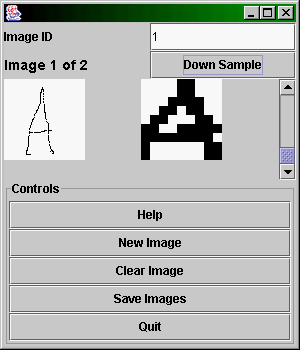 Image ID 1
Image 1 of 2 Down Sample
A A
Controls
Help
New Image
Clear Image
Save Images
Quit